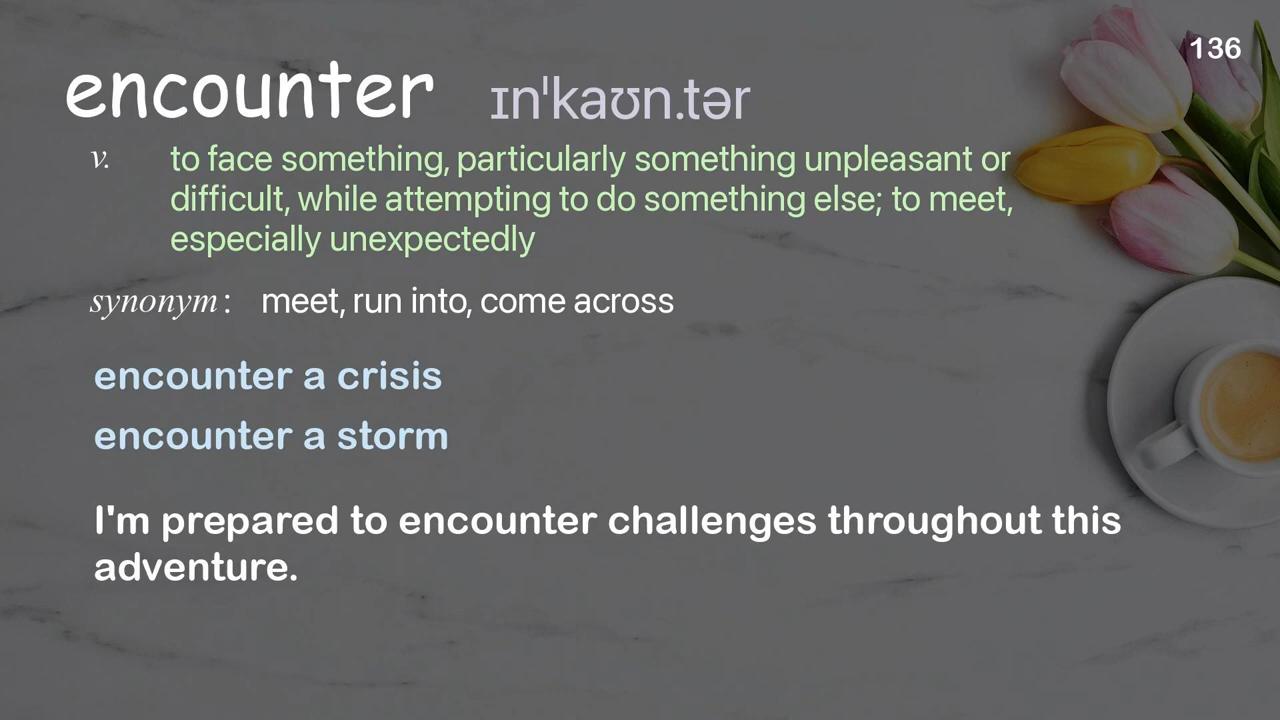 136
encounter ɪnˈkaʊn.tər
v. to face something, particularly something unpleasant or
difficult, while attempting to do something else; to meet,
especially unexpectedly
synonym: meet, run into, come across
encounter a crisis
encounter a storm
I'm prepared to encounter challenges throughout this
adventure.